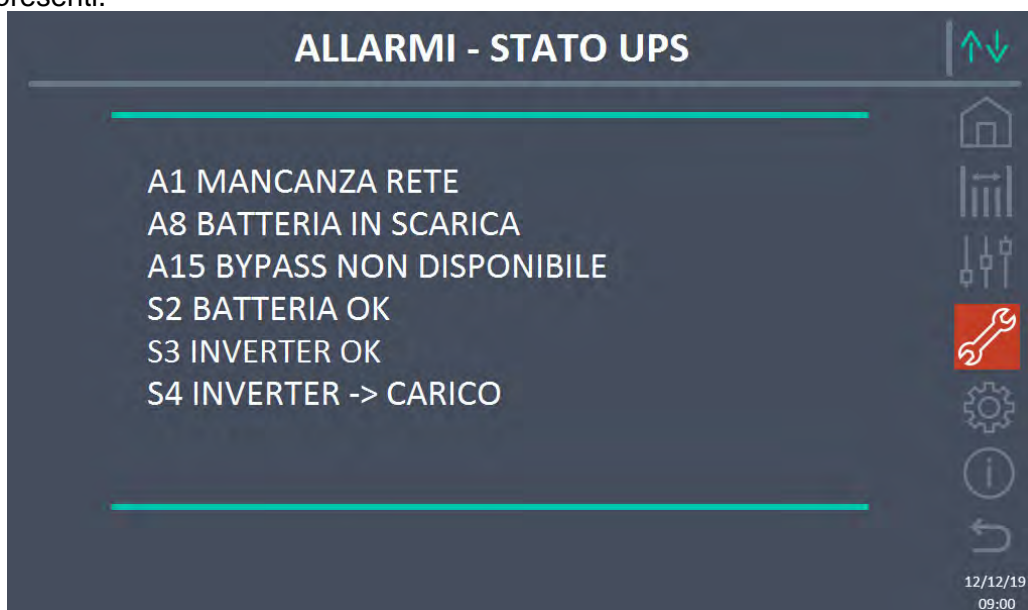 presenti.
ALLARMI - STATO UPS
A1 MANCANZA RETE
A8 BATTERIA IN SCARICA
A15 BYPASS NON DISPONIBILE
S2 BATTERIA OK
S3 INVERTER OK
S4 INVERTER -> CARICO
12/12/19
09:00